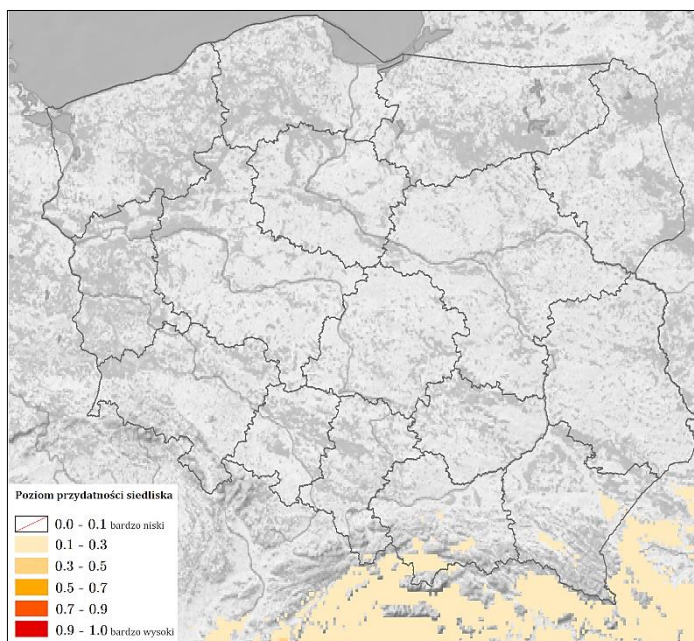 Poziom przydatności siedliska
0.0 - 0.1 bardzo niski
0.1 - 0.3
0.3 - 0.5
0.5 - 0.7
0.7 - 0.9
0.9 - 1.0 bardzo wysoki